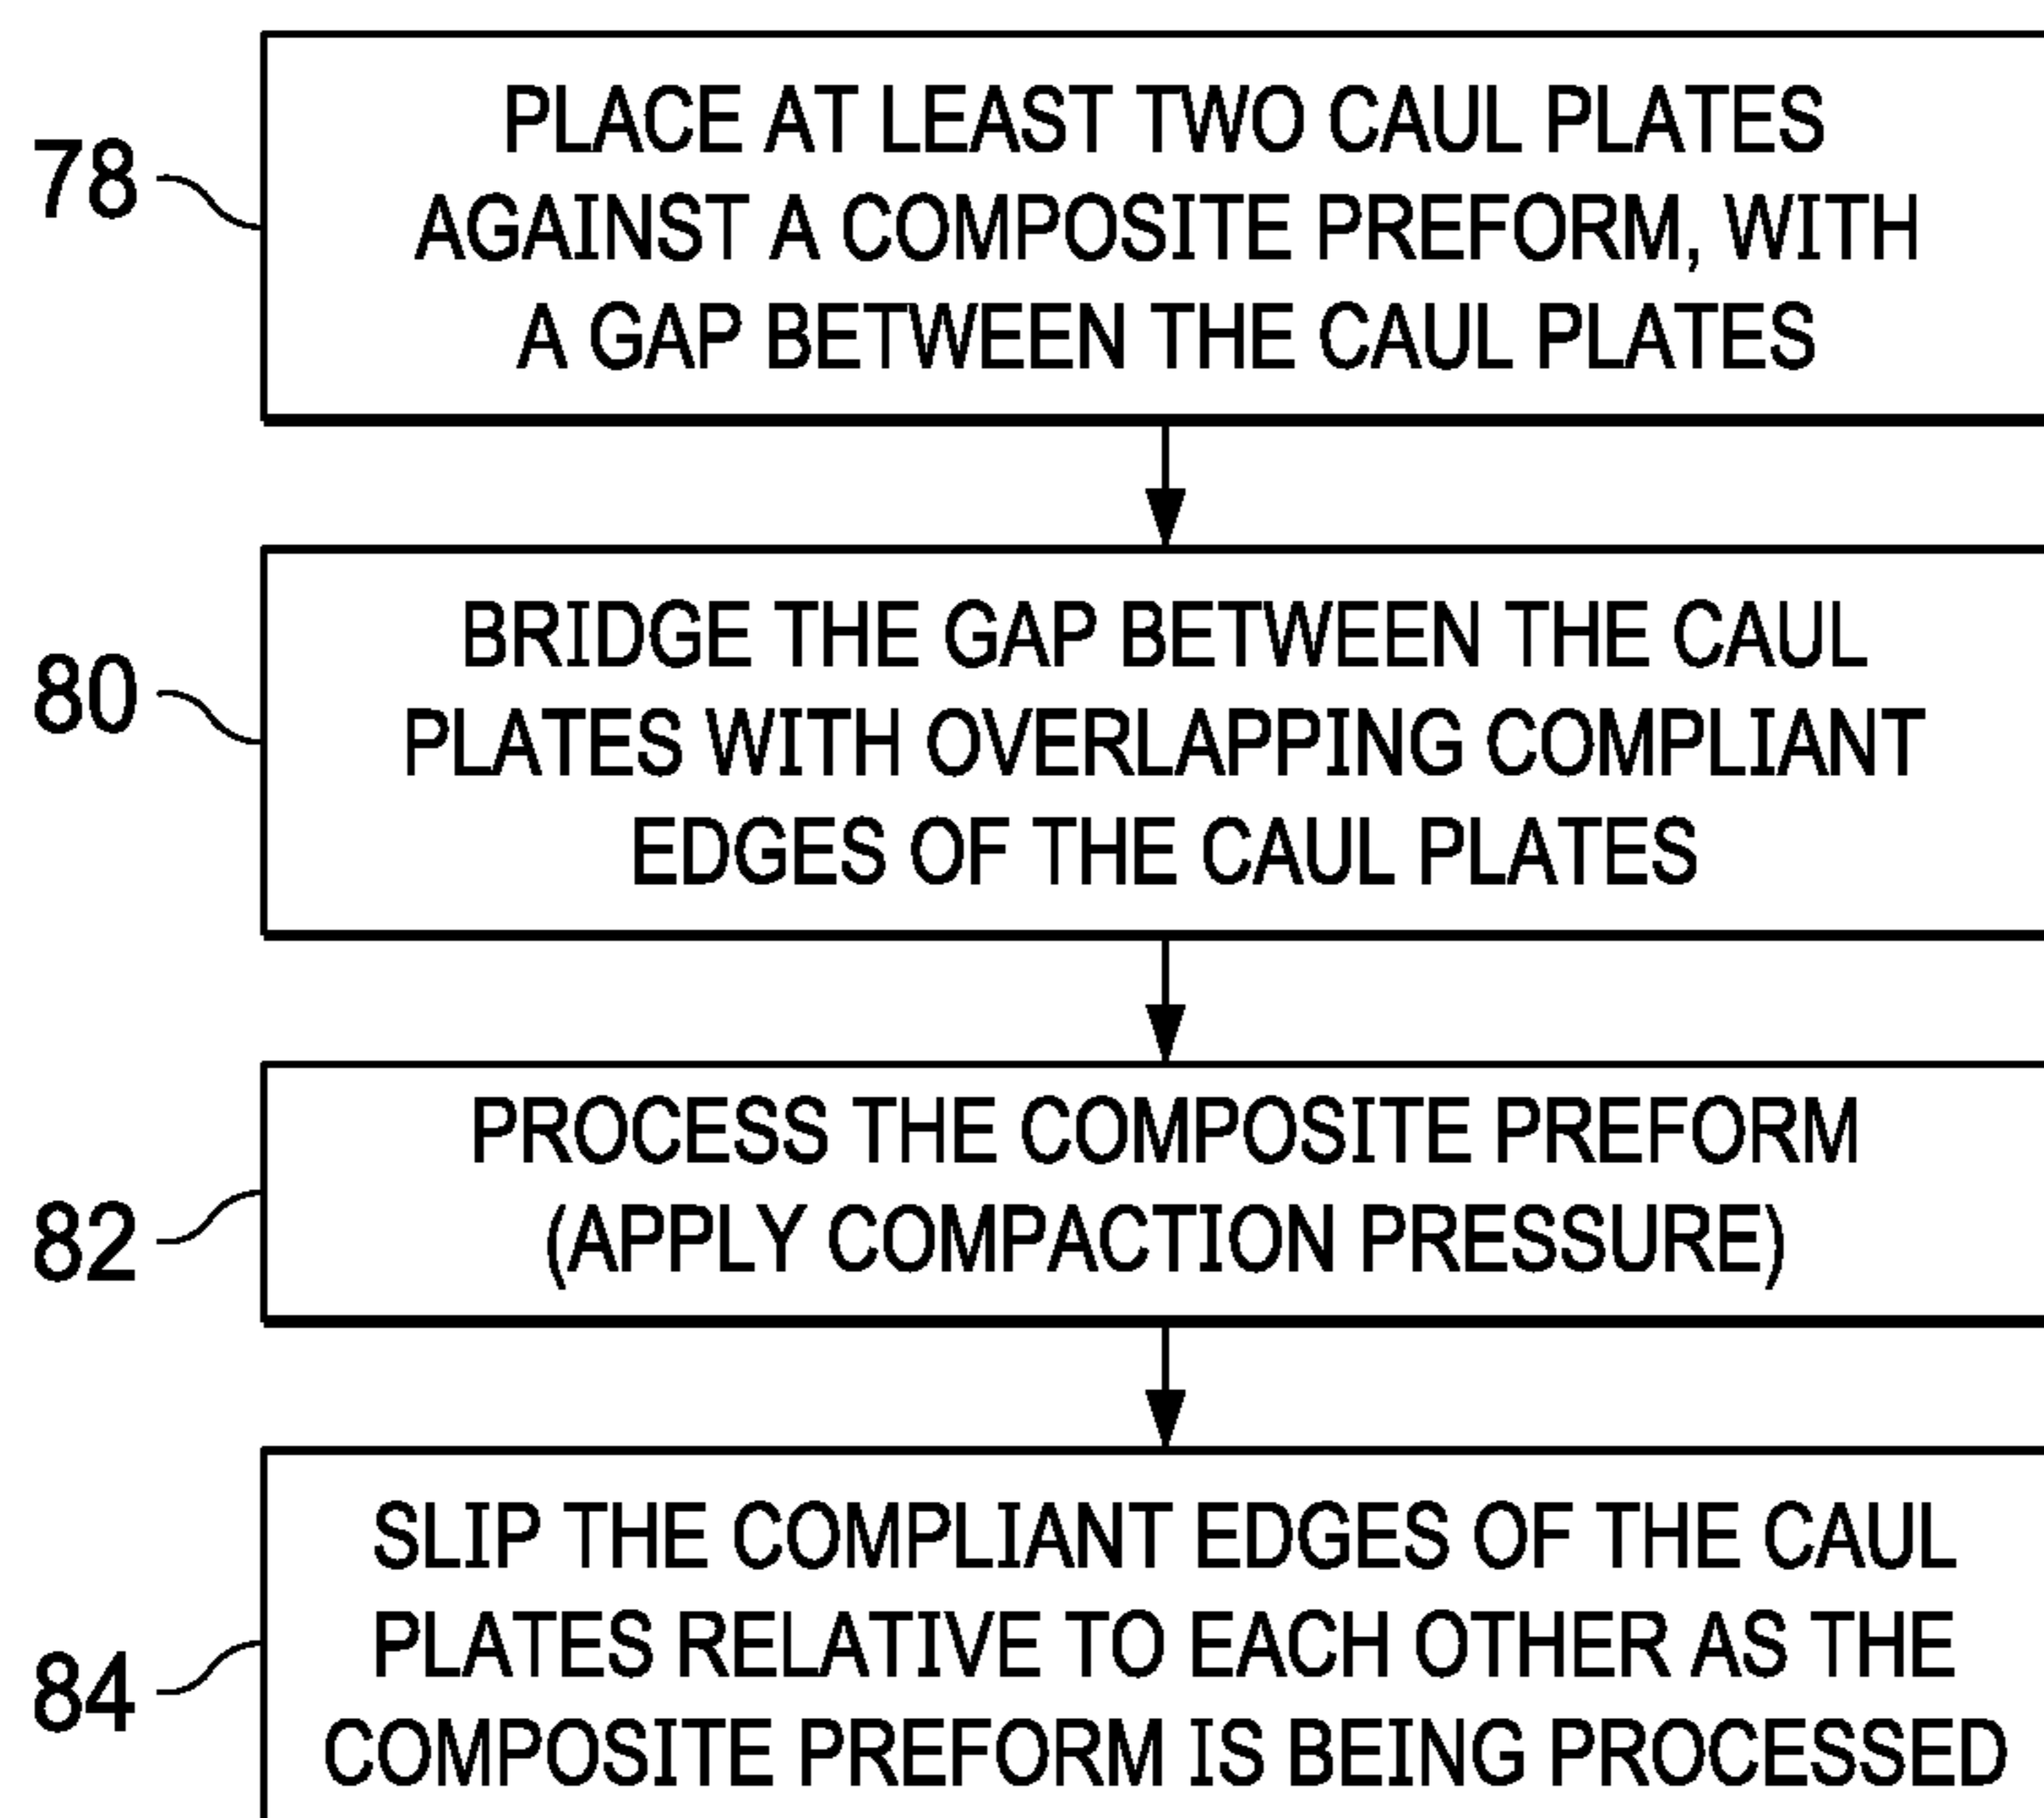 78
PLACE AT LEAST TWO CAUL PLATES
AGAINST A COMPOSITE PREFORM, WITH
A GAP BETWEEN THE CAUL PLATES
80
BRIDGE THE GAP BETWEEN THE CAUL
PLATES WITH OVERLAPPING COMPLIANT
EDGES OF THE CAUL PLATES
82
PROCESS THE COMPOSITE PREFORM
(APPLY COMPACTION PRESSURE)
84
SLIP THE COMPLIANT EDGES OF THE CAUL
PLATES RELATIVE TO EACH OTHER AS THE
COMPOSITE PREFORM IS BEING PROCESSED